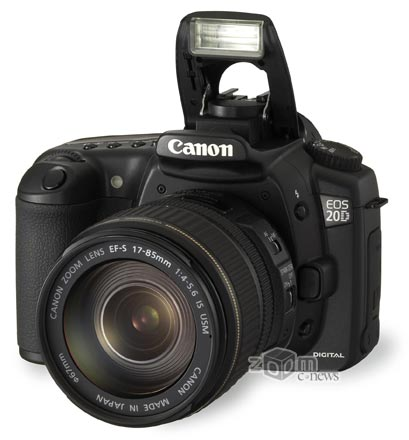 Canon
EOS
20D
CANON ZOOM LENS EF-S 17-85mm 1:4-5.6 IS USM
ø67mm MADE IN JAPAN
DIGITAL
zoom
c·news